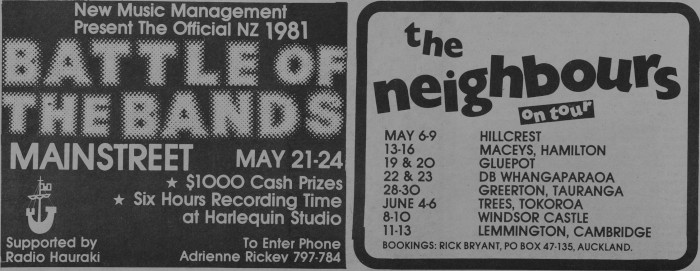 New Music Management
Present The Official NZ 1981
BATTLE OF
THE BANDS
MAINSTREET MAY 21-24
★ $1000 Cash Prizes
★ Six Hours Recording Time
at Harlequin Studio
Supported by
Radio Hauraki
To Enter Phone
Adrienne Rickey 797-784
the
neighbours
on tour
MAY 6-9 HILLCREST
13-16 MACEYS, HAMILTON
19 & 20 GLUEPOT
22 & 23 DB WHANGAPARAOA
28-30 GREERTON, TAURANGA
JUNE 4-6 TREES, TOKOROA
8-10 WINDSOR CASTLE
11-13 LEMMINGTON, CAMBRIDGE
BOOKINGS: RICK BRYANT, PO BOX 47-135, AUCKLAND.